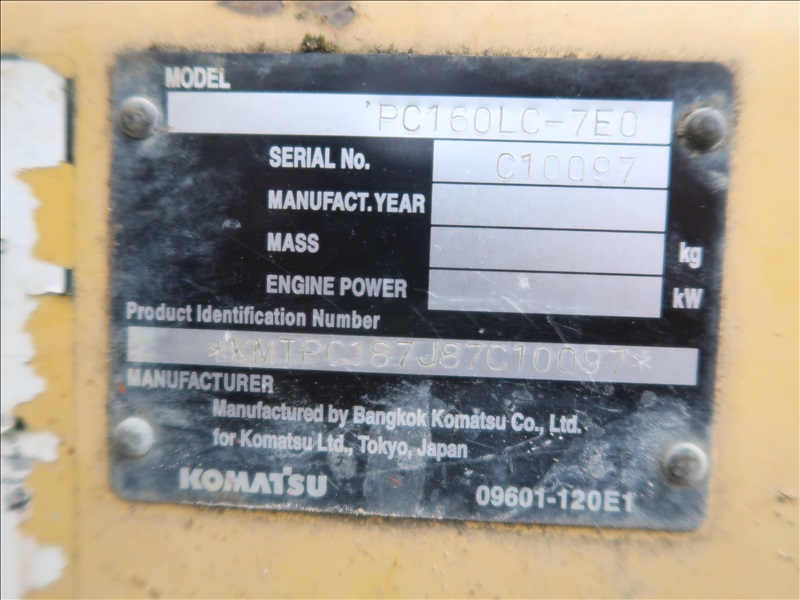 MODEL
PC160LC-7E0
SERIAL No. C10097
MANUFACT.YEAR
MASS kg
ENGINE POWER kW
Product Identification Number
*KMTPC187J87C10097*
MANUFACTURER
Manufactured by Bangkok Komatsu Co., Ltd.
for Komatsu Ltd., Tokyo, Japan
KOMATSU 09601-120E1